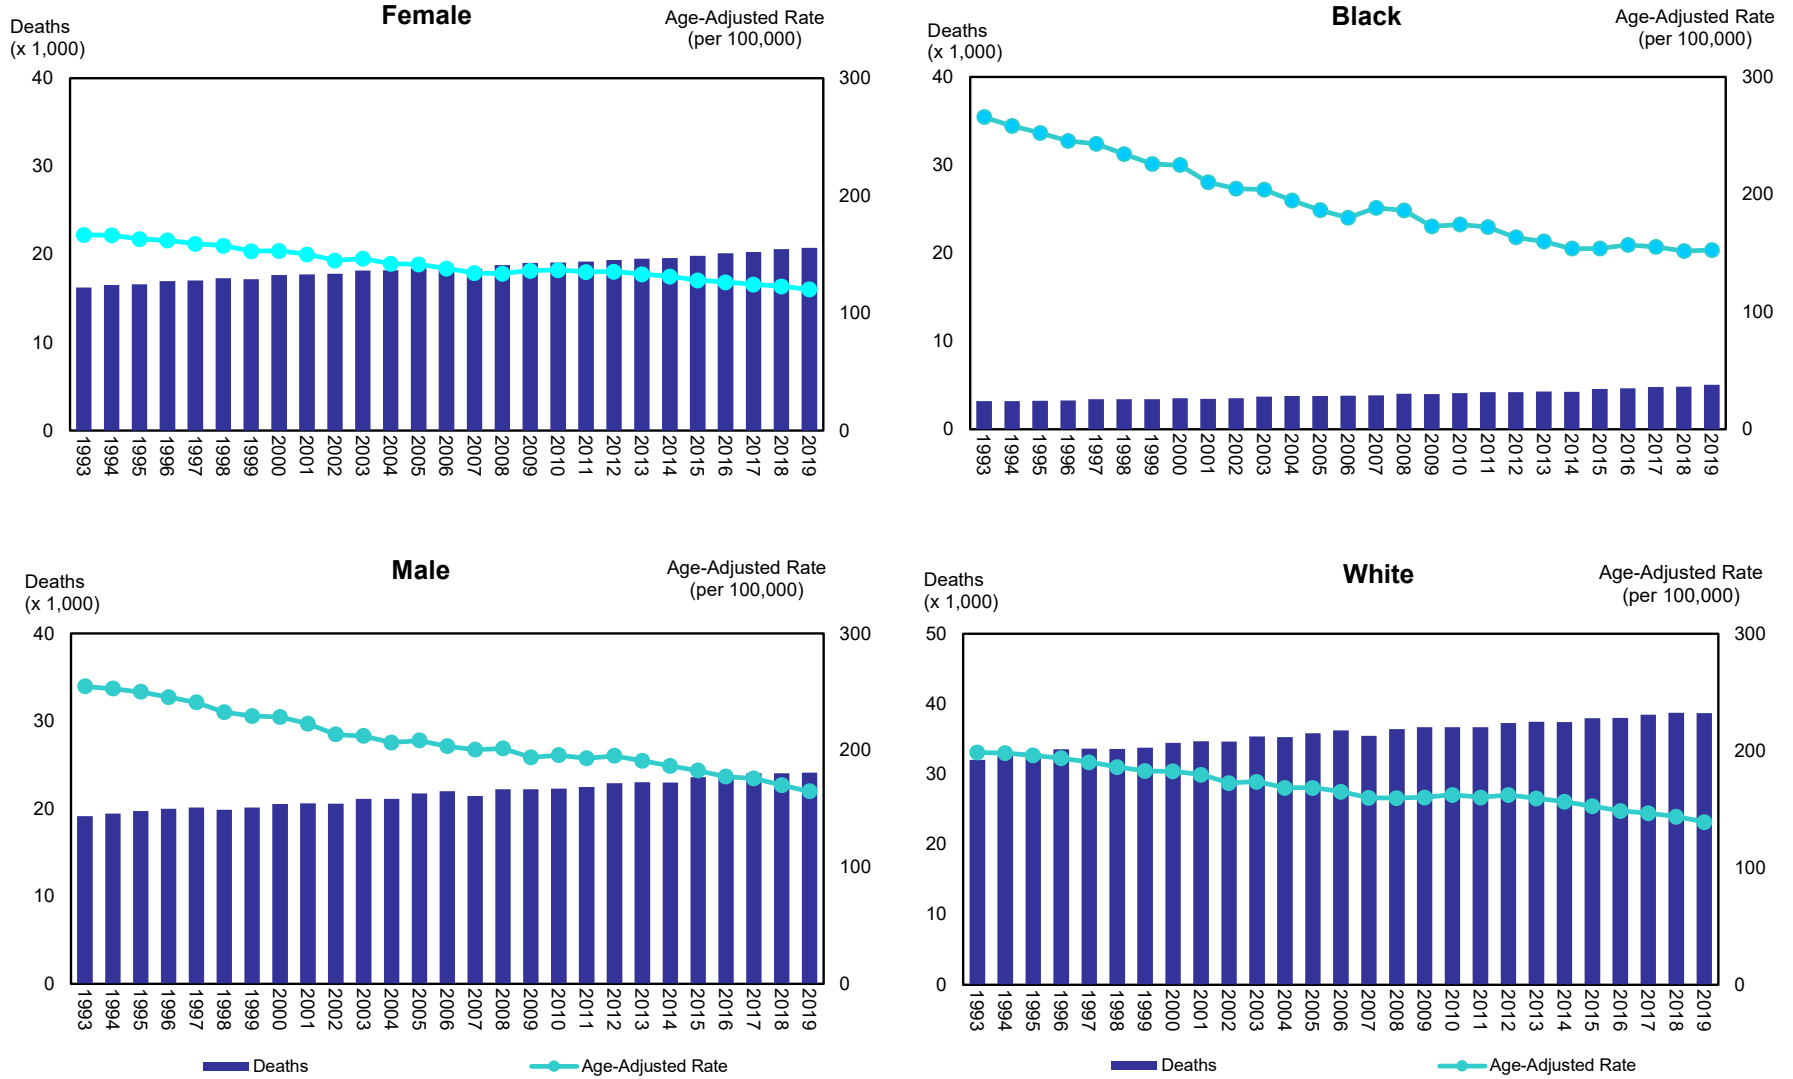 Female
Deaths
(x 1,000)
Age-Adjusted Rate
(per 100,000)
40
30
20
10
0
300
200
100
0
1993 1994 1995 1996 1997 1998 1999 2000 2001 2002 2003 2004 2005 2006 2007 2008 2009 2010 2011 2012 2013 2014 2015 2016 2017 2018 2019
Black
Deaths
(x 1,000)
Age-Adjusted Rate
(per 100,000)
40
30
20
10
0
300
200
100
0
1993 1994 1995 1996 1997 1998 1999 2000 2001 2002 2003 2004 2005 2006 2007 2008 2009 2010 2011 2012 2013 2014 2015 2016 2017 2018 2019
Male
Deaths
(x 1,000)
Age-Adjusted Rate
(per 100,000)
40
30
20
10
0
300
200
100
0
1993 1994 1995 1996 1997 1998 1999 2000 2001 2002 2003 2004 2005 2006 2007 2008 2009 2010 2011 2012 2013 2014 2015 2016 2017 2018 2019
Deaths
Age-Adjusted Rate
White
Deaths
(x 1,000)
Age-Adjusted Rate
(per 100,000)
50
40
30
20
10
0
300
200
100
0
1993 1994 1995 1996 1997 1998 1999 2000 2001 2002 2003 2004 2005 2006 2007 2008 2009 2010 2011 2012 2013 2014 2015 2016 2017 2018 2019
Deaths
Age-Adjusted Rate